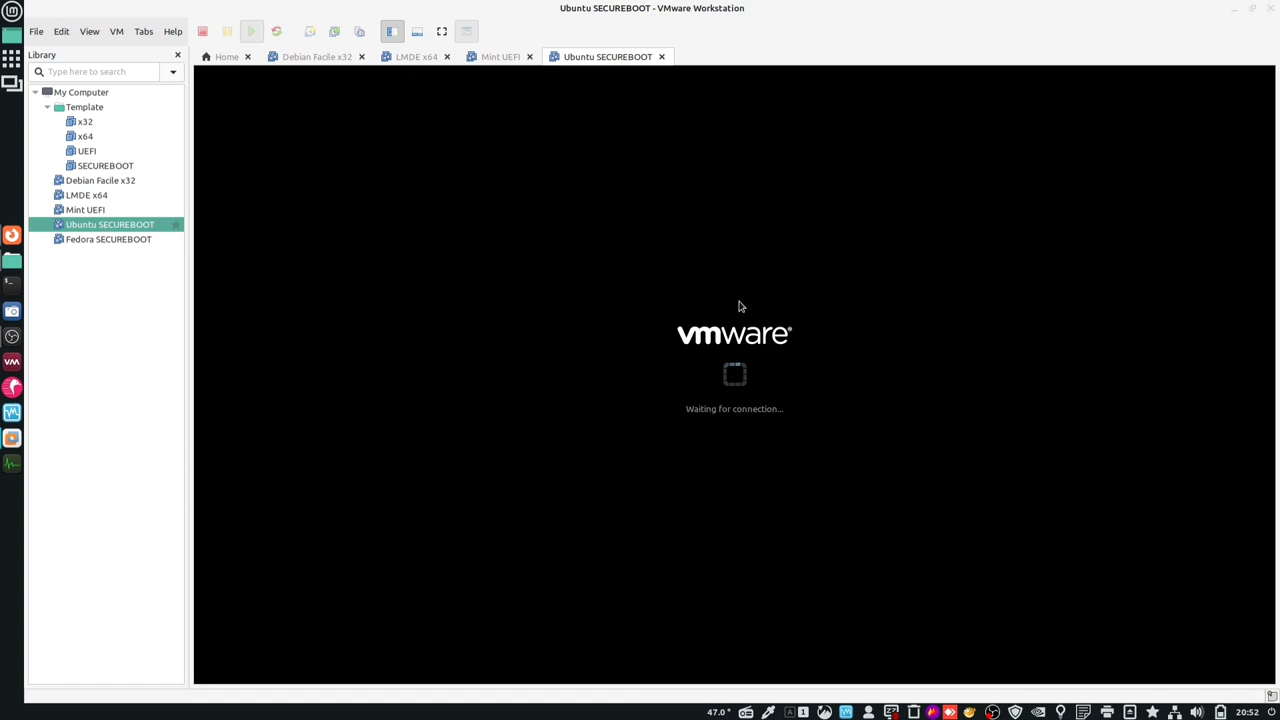 Ubuntu SECUREBOOT - VMware Workstation
File Edit View VM Tabs Help
Library
Home Debian Facile x32 LMDE x64 Mint UEFI Ubuntu SECUREBOOT
Type here to search
My Computer
Template
x32
x64
UEFI
SECUREBOOT
Debian Facile x32
LMDE x64
Mint UEFI
Ubuntu SECUREBOOT
Fedora SECUREBOOT
vmware®
Waiting for connection...
47.0 ° A 1 20:52